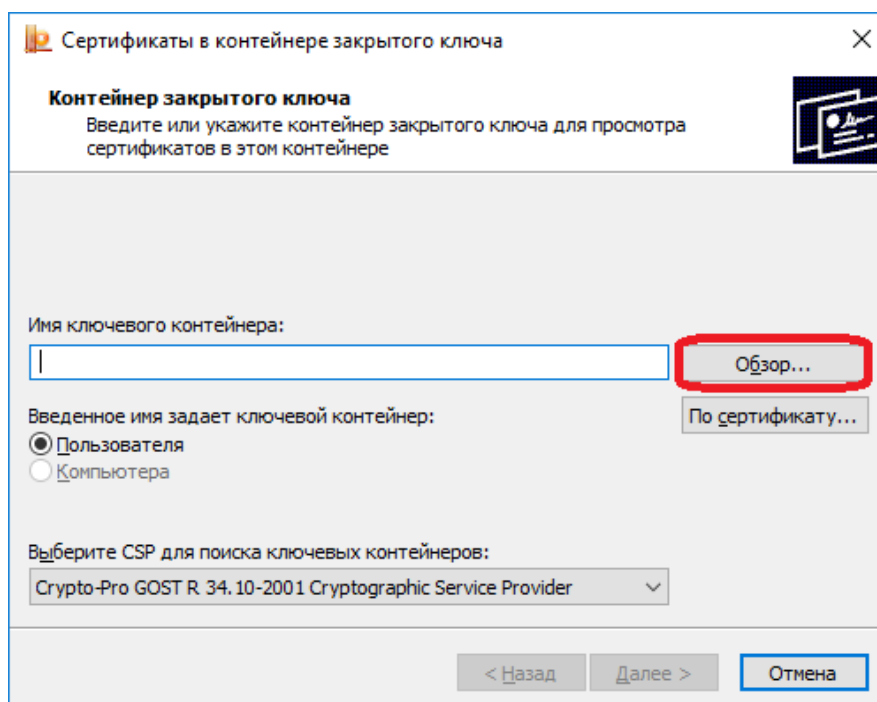 Сертификаты в контейнере закрытого ключа
Контейнер закрытого ключа
Введите или укажите контейнер закрытого ключа для просмотра
сертификатов в этом контейнере
Имя ключевого контейнера:
Обзор...
Введенное имя задает ключевой контейнер:
По сертификату...
Пользователя
Компьютера
Выберите CSP для поиска ключевых контейнеров:
Crypto-Pro GOST R 34.10-2001 Cryptographic Service Provider
< Назад
Далее >
Отмена